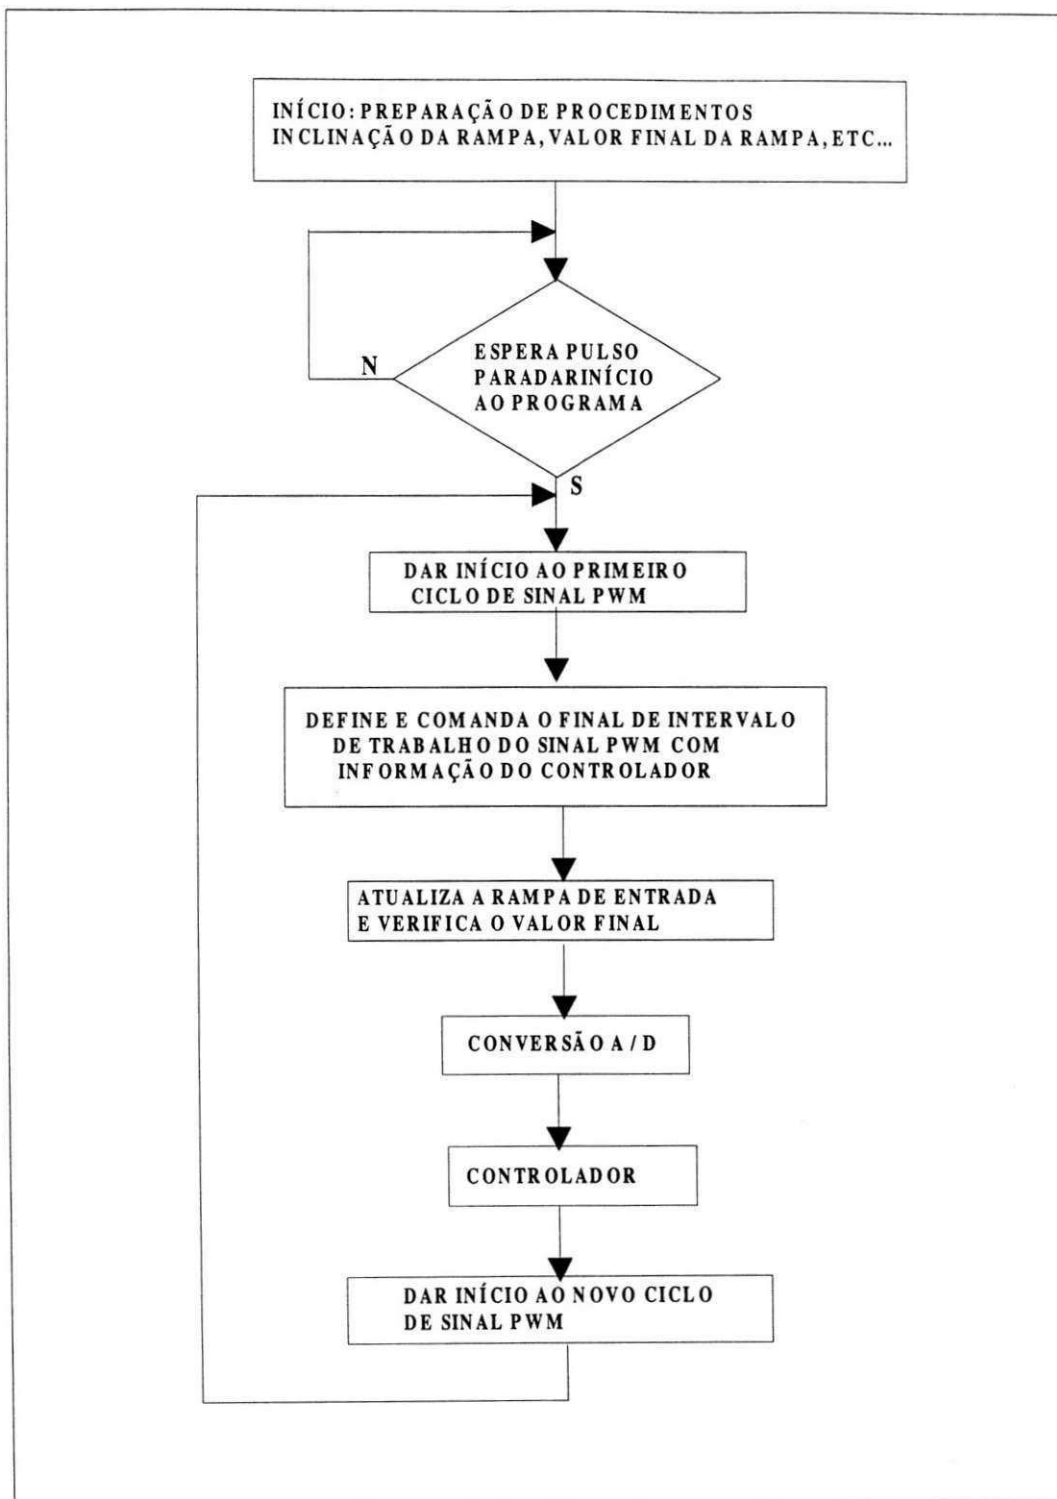 INÍCIO: PREPARAÇÃO DE PROCEDIMENTOS
INCLINAÇÃO DA RAMPA, VALOR FINAL DA RAMPA, ETC...
N
ESPERA PULSO
PARADARINÍCIO
AO PROGRAMA
S
DAR INÍCIO AO PRIMEIRO
CICLO DE SINAL PWM
DEFINE E COMANDA O FINAL DE INTERVALO
DE TRABALHO DO SINAL PWM COM
INFORMAÇÃO DO CONTROLADOR
ATUALIZA A RAMPA DE ENTRADA
E VERIFICA O VALOR FINAL
CONVERSÃO A / D
CONTROLADOR
DAR INÍCIO AO NOVO CICLO
DE SINAL PWM